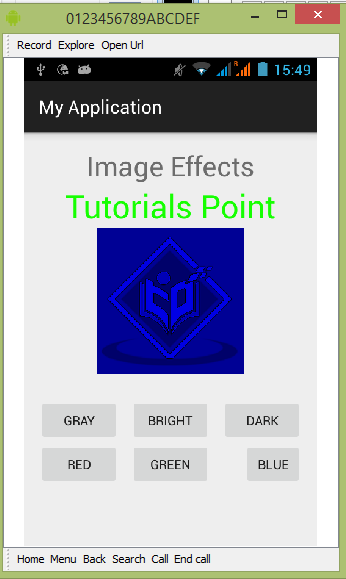 0123456789ABCDEF
Record Explore Open Url
R 15:49
My Application
Image Effects
Tutorials Point
GRAY BRIGHT DARK
RED GREEN BLUE
Home Menu Back Search Call End call